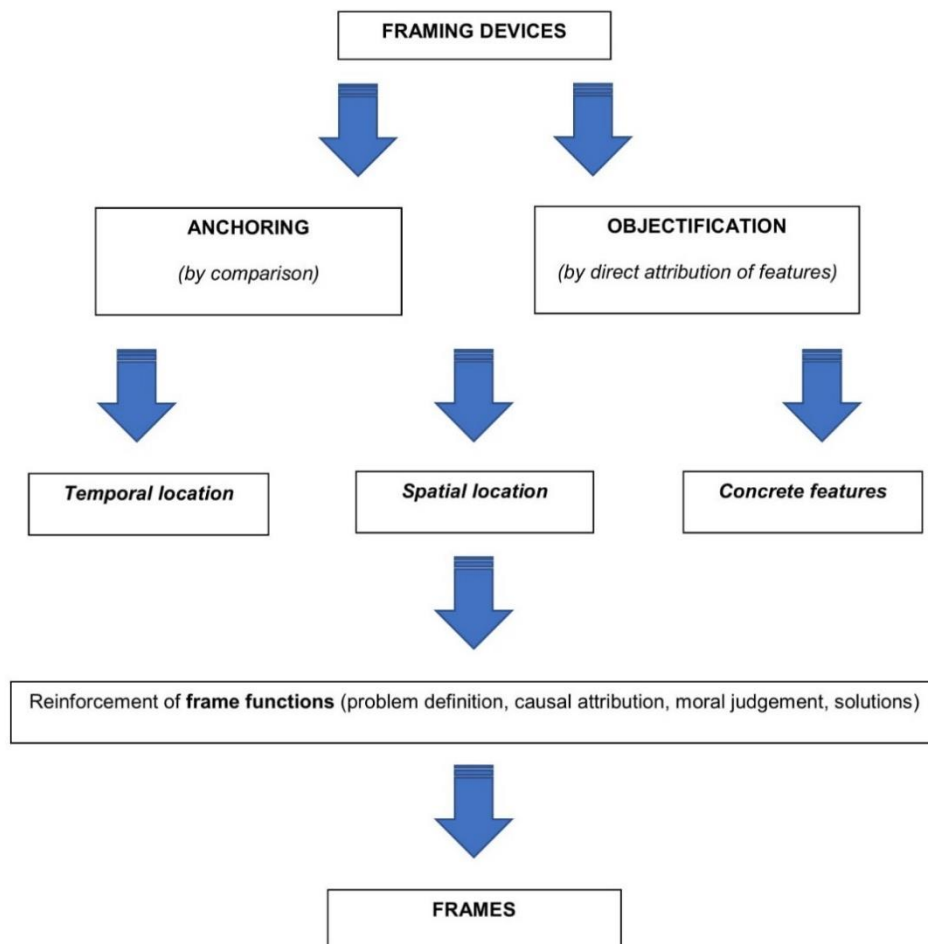 FRAMING DEVICES
ANCHORING
(by comparison)
OBJECTIFICATION
(by direct attribution of features)
Temporal location
Spatial location
Concrete features
Reinforcement of frame functions (problem definition, causal attribution, moral judgement, solutions)
FRAMES